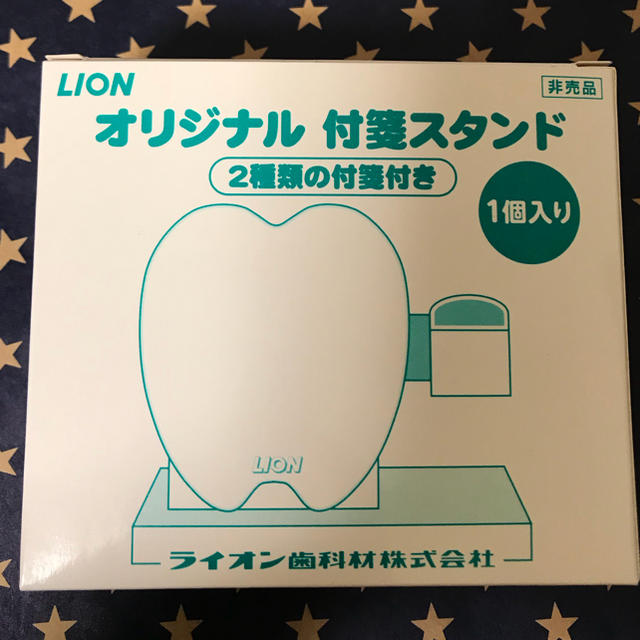 LION
非売品
オリジナル 付箋スタンド
2種類の付箋付き
1個入り
LION
ライオン歯科材株式会社